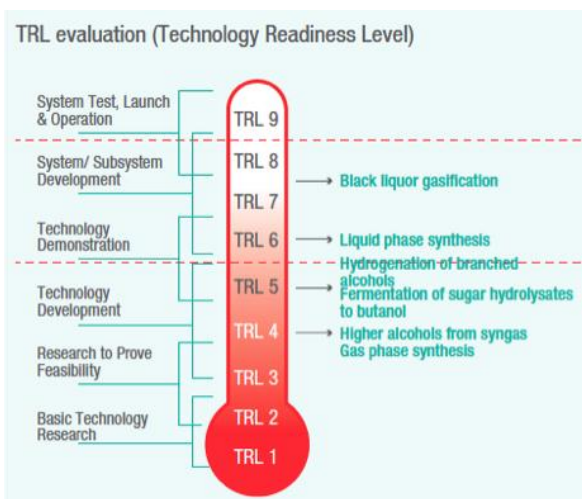 TRL evaluation (Technology Readiness Level)
System Test, Launch
& Operation
System/ Subsystem
Development
Technology
Demonstration
Technology
Development
Research to Prove
Feasibility
Basic Technology
Research
TRL 9
TRL 8
TRL 7
TRL 6
TRL 5
TRL 4
TRL 3
TRL 2
TRL 1
Black liquor gasification
Liquid phase synthesis
Hydrogenation of branched
alcohols
Fermentation of sugar hydrolysates
to butanol
Higher alcohols from syngas
Gas phase synthesis